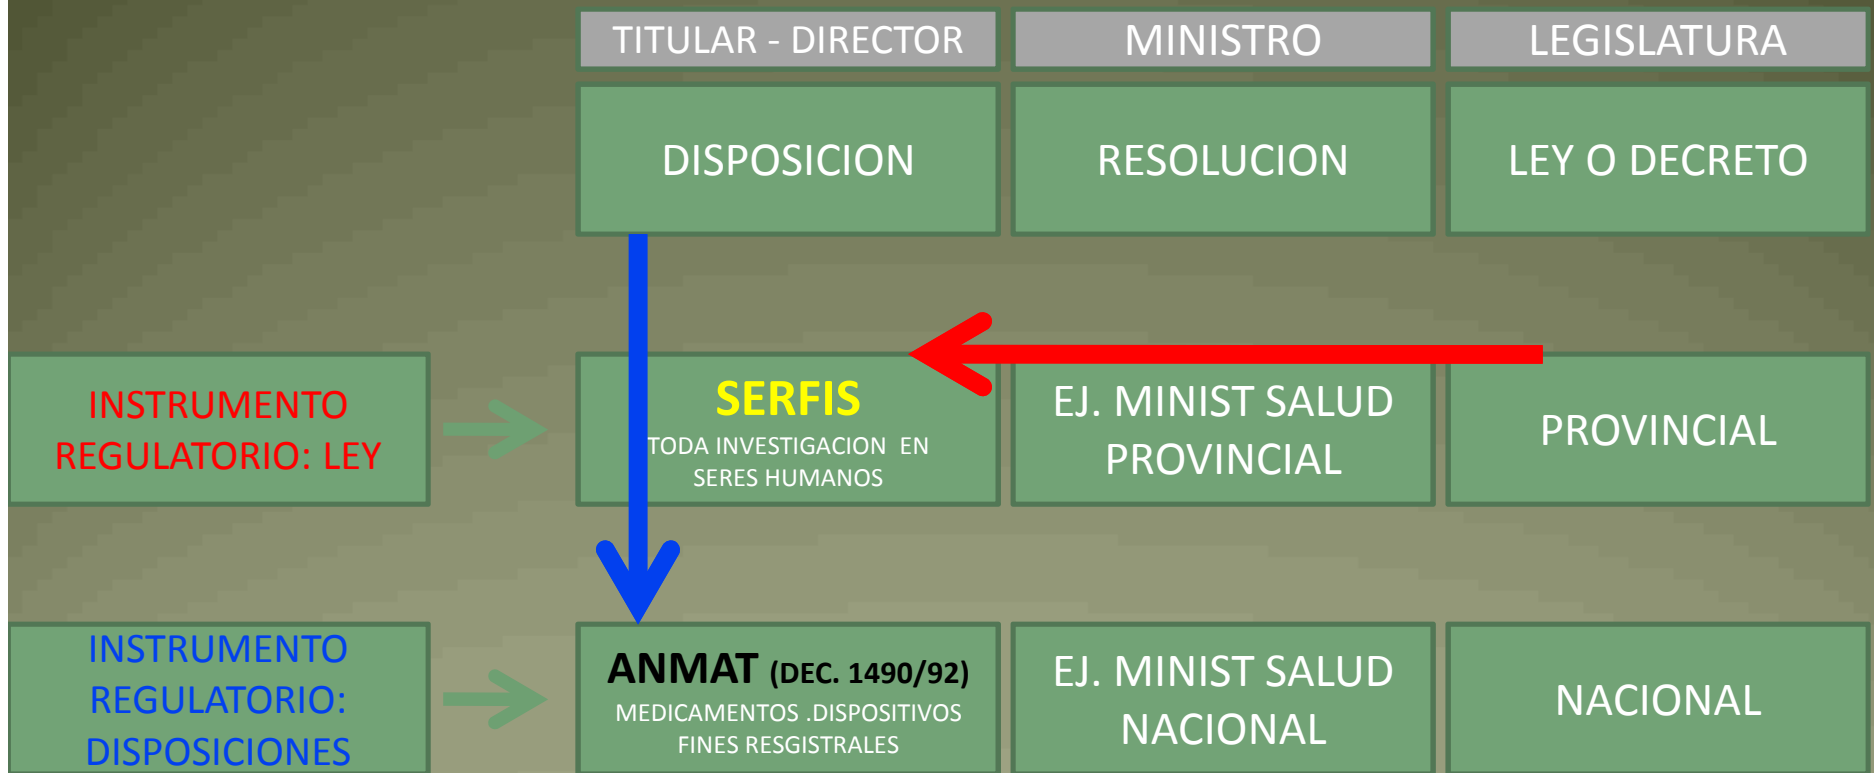 TITULAR - DIRECTOR
MINISTRO
LEGISLATURA
DISPOSICION
RESOLUCION
LEY O DECRETO
INSTRUMENTO
REGULATORIO: LEY
SERFIS
TODA INVESTIGACION EN
SERES HUMANOS
EJ. MINIST SALUD
PROVINCIAL
PROVINCIAL
INSTRUMENTO
REGULATORIO:
DISPOSICIONES
ANMAT (DEC. 1490/92)
MEDICAMENTOS .DISPOSITIVOS
FINES RESGISTRALES
EJ. MINIST SALUD
NACIONAL
NACIONAL